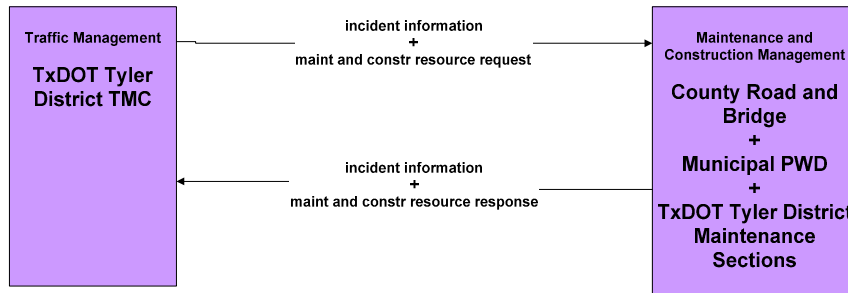 Traffic Management
TxDOT Tyler
District TMC
incident information
+
maint and constr resource request
incident information
+
maint and constr resource response
Maintenance and
Construction Management
County Road and
Bridge
+
Municipal PWD
+
TxDOT Tyler District
Maintenance
Sections